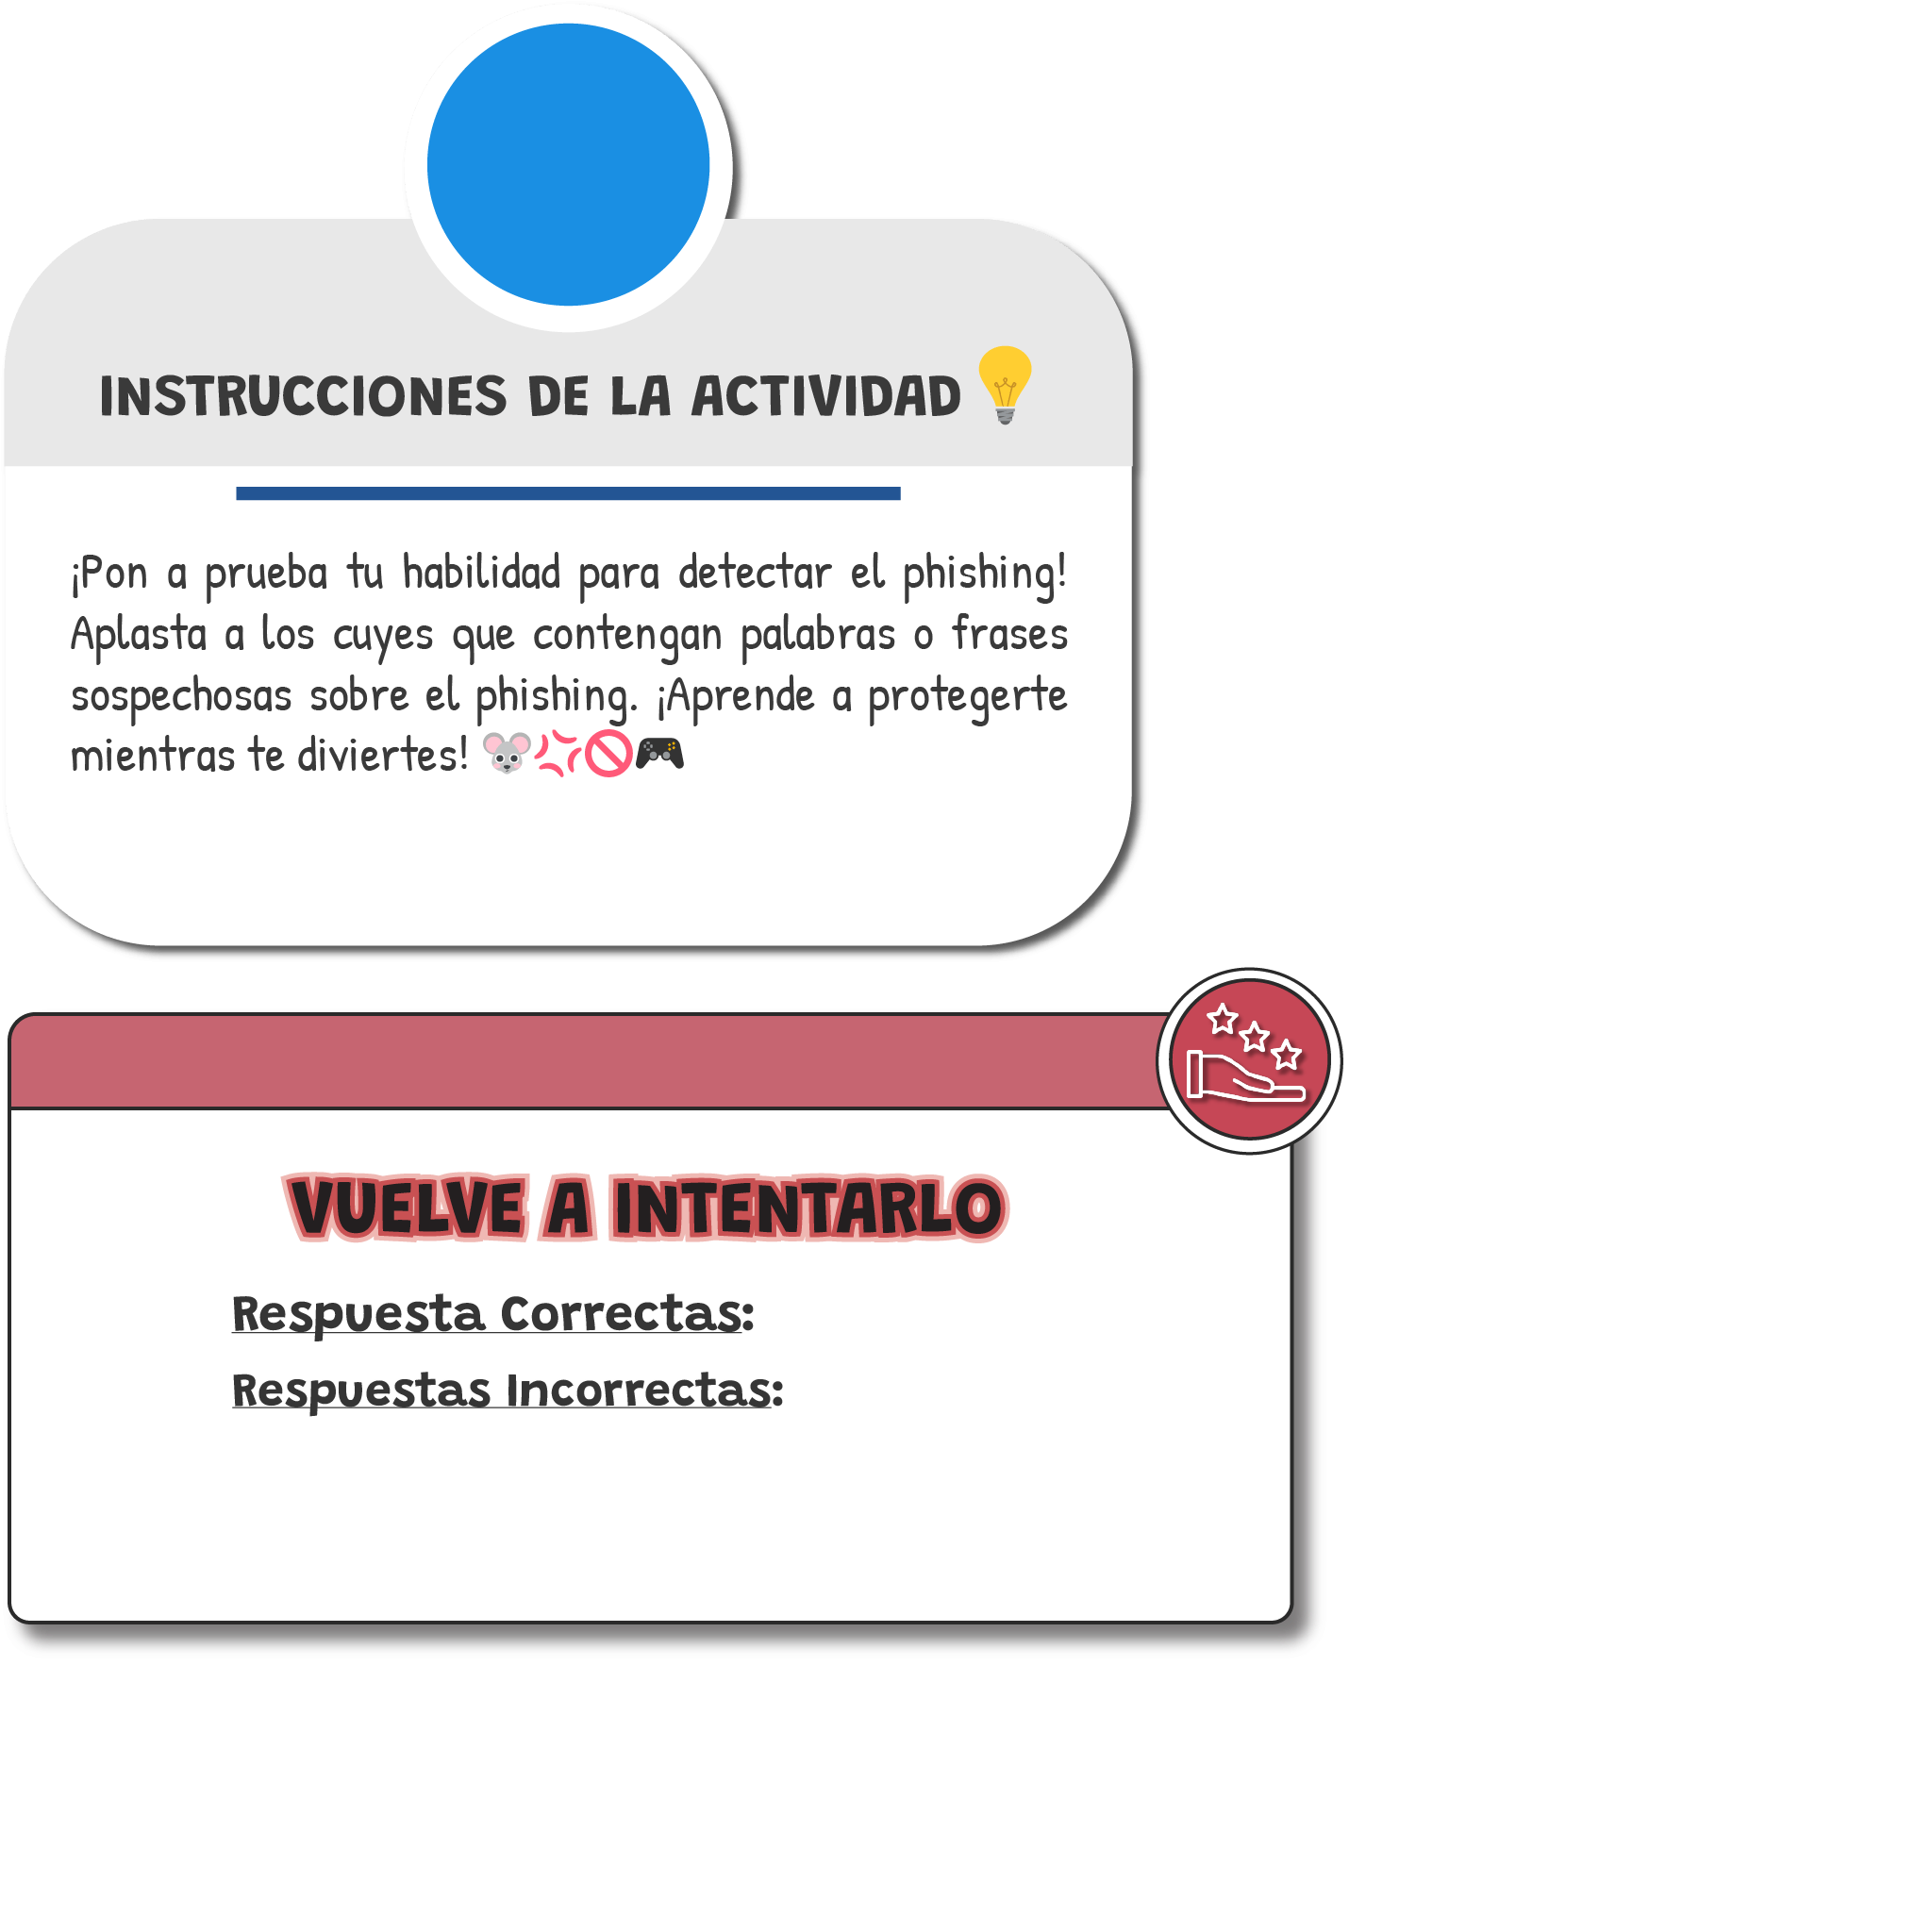 INSTRUCCIONES DE LA ACTIVIDAD
¡Pon a prueba tu habilidad para detectar el phishing!
Aplasta a los cuyes que contengan palabras o frases
sospechosas sobre el phishing. ¡Aprende a protegerte
mientras te diviertes! 🐭💢🚫🎮
VUELVE A INTENTARLO
Respuesta Correctas:
Respuestas Incorrectas: